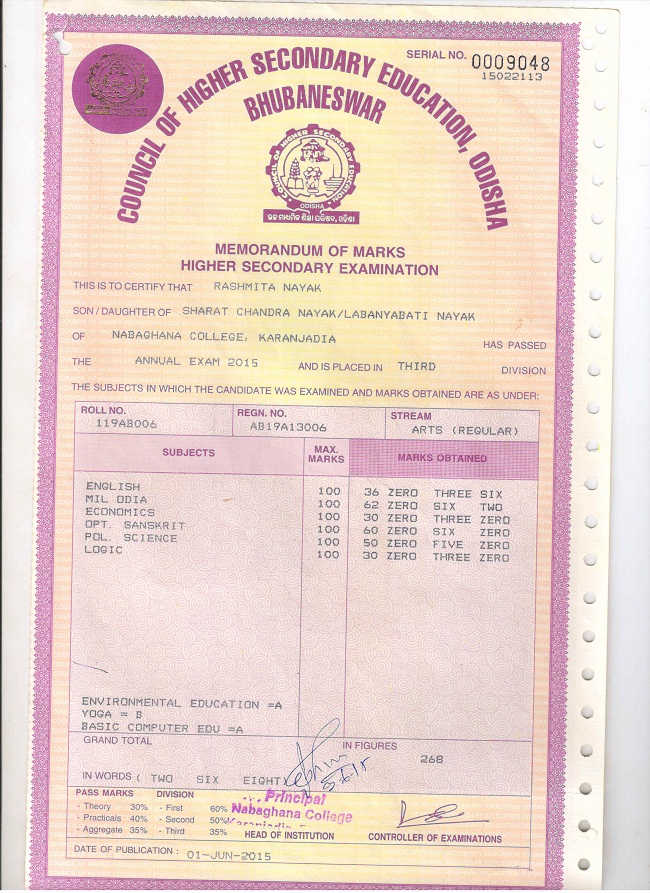 SERIAL NO. 0009048
15022113
COUNCIL OF HIGHER SECONDARY EDUCATION, ODISHA
BHUBANESWAR
COUNCIL OF HIGHER SECONDARY EDUCATION
ODISHA
ଉଚ୍ଚ ମାଧ୍ୟମିକ ଶିକ୍ଷା ପରିଷଦ, ଓଡ଼ିଶା
MEMORANDUM OF MARKS
HIGHER SECONDARY EXAMINATION
THIS IS TO CERTIFY THAT RASHMITA NAYAK
SON / DAUGHTER OF SHARAT CHANDRA NAYAK/LABANYABATI NAYAK
OF NABAGHANA COLLEGE, KARANJADIA HAS PASSED
THE ANNUAL EXAM 2015 AND IS PLACED IN THIRD DIVISION
THE SUBJECTS IN WHICH THE CANDIDATE WAS EXAMINED AND MARKS OBTAINED ARE AS UNDER:
ROLL NO. REGN. NO. STREAM
119AB006 AB19A13006 ARTS (REGULAR)
SUBJECTS MAX. MARKS MARKS OBTAINED
ENGLISH 100 36 ZERO THREE SIX
MIL ODIA 100 62 ZERO SIX TWO
ECONOMICS 100 30 ZERO THREE ZERO
OPT. SANSKRIT 100 60 ZERO SIX ZERO
POL. SCIENCE 100 50 ZERO FIVE ZERO
LOGIC 100 30 ZERO THREE ZERO
ENVIRONMENTAL EDUCATION =A
YOGA = B
BASIC COMPUTER EDU =A
GRAND TOTAL IN FIGURES 268
IN WORDS ( TWO SIX EIGHT
PASS MARKS DIVISION
- Theory 30% - First 60%
- Practicals 40% - Second 50%
- Aggregate 35% - Third 35%
Principal
Nabaghana College
HEAD OF INSTITUTION CONTROLLER OF EXAMINATIONS
DATE OF PUBLICATION : 01-JUN-2015